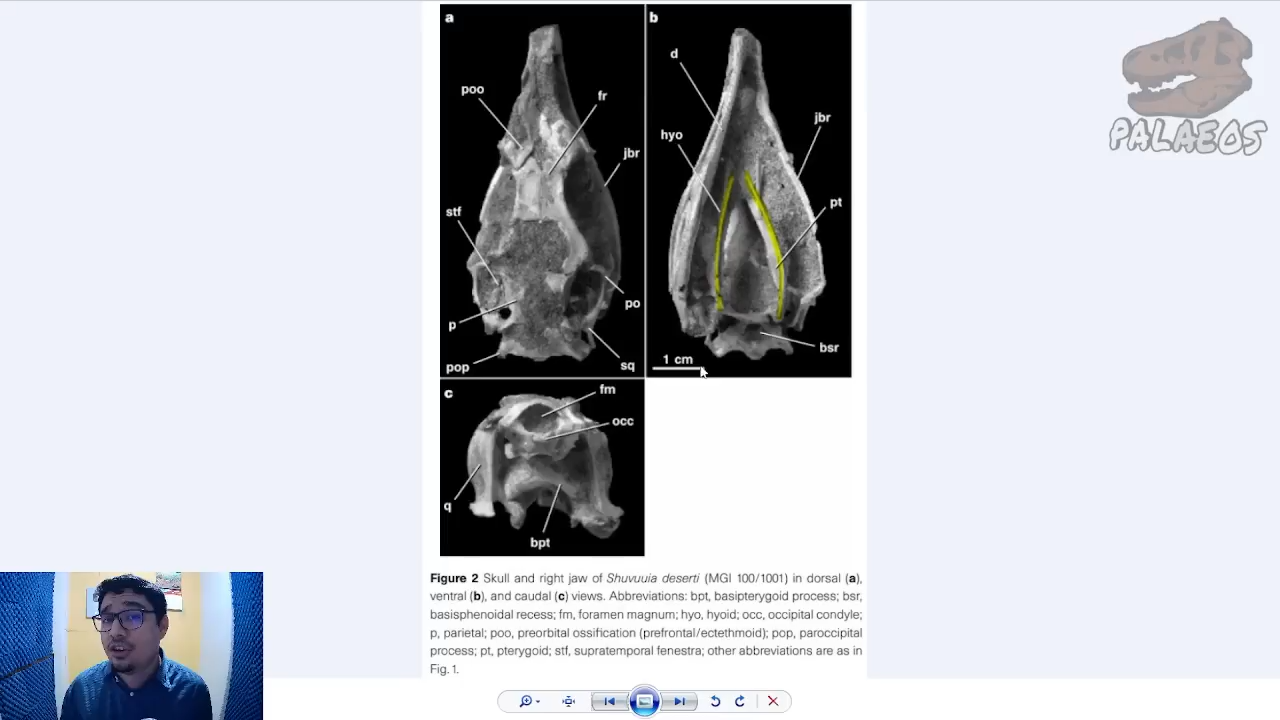 a
poo
fr
jbr
stf
po
p
pop
sq
b
d
hyo
jbr
pt
bsr
1 cm
c
fm
occ
q
bpt
Figure 2 Skull and right jaw of Shuvuuia deserti (MGI 100/1001) in dorsal (a),
ventral (b), and caudal (c) views. Abbreviations: bpt, basipterygoid process; bsr,
basisphenoidal recess; fm, foramen magnum; hyo, hyoid; occ, occipital condyle;
p, parietal; poo, preorbital ossification (prefrontal/ectethmoid); pop, paroccipital
process; pt, pterygoid; stf, supratemporal fenestra; other abbreviations are as in
Fig. 1.
PALAEOS